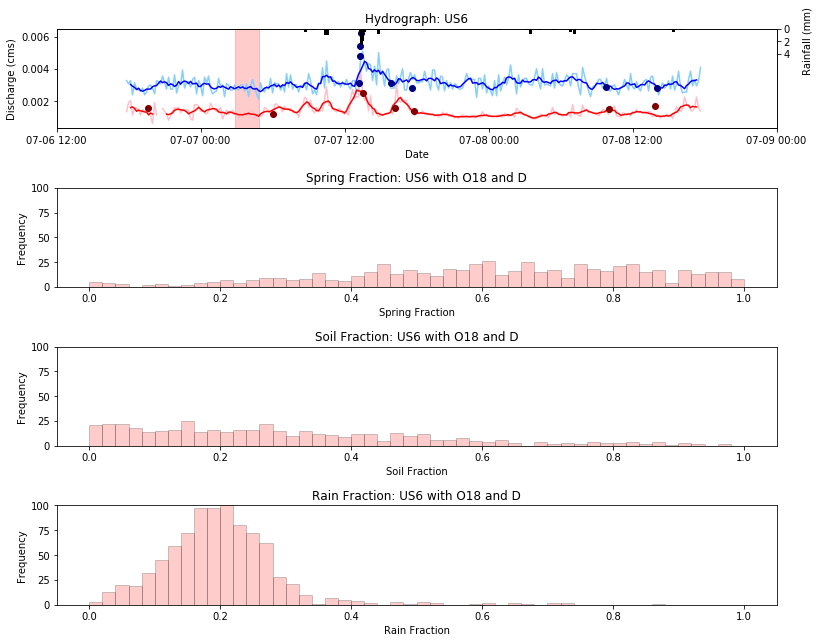 Hydrograph: US6
0.006
0.004
0.002
Discharge (cms)
0
2
4
Rainfall (mm)
07-06 12:00 07-07 00:00 07-07 12:00 07-08 00:00 07-08 12:00 07-09 00:00
Date
Spring Fraction: US6 with O18 and D
100
75
50
25
0
Frequency
0.0 0.2 0.4 0.6 0.8 1.0
Spring Fraction
Soil Fraction: US6 with O18 and D
100
75
50
25
0
Frequency
0.0 0.2 0.4 0.6 0.8 1.0
Soil Fraction
Rain Fraction: US6 with O18 and D
100
75
50
25
0
Frequency
0.0 0.2 0.4 0.6 0.8 1.0
Rain Fraction